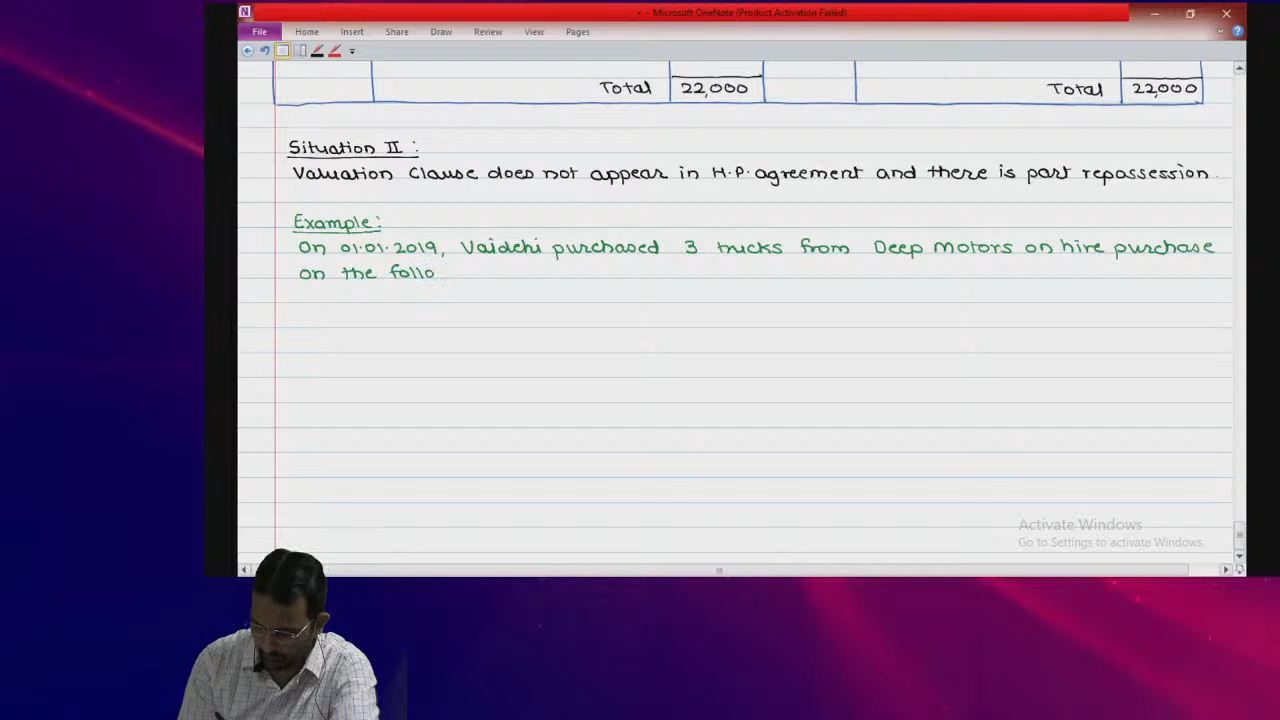 Microsoft OneNote (Product Activation Failed)
File Home Insert Share Draw Review View Pages
Total 22,000 Total 22,000
Situation II :
Valuation Clause does not appear in H.P. agreement and there is part repassession.
Example:
On 01.01.2019, Vaidehi purchased 3 trucks from Deep Motors on hire purchase
on the follo
Activate Windows
Go to Settings to activate Windows.